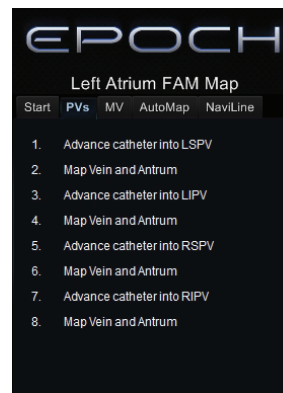 EPOCH
Left Atrium FAM Map
Start PVs MV AutoMap NaviLine
1. Advance catheter into LSPV
2. Map Vein and Antrum
3. Advance catheter into LIPV
4. Map Vein and Antrum
5. Advance catheter into RSPV
6. Map Vein and Antrum
7. Advance catheter into RIPV
8. Map Vein and Antrum